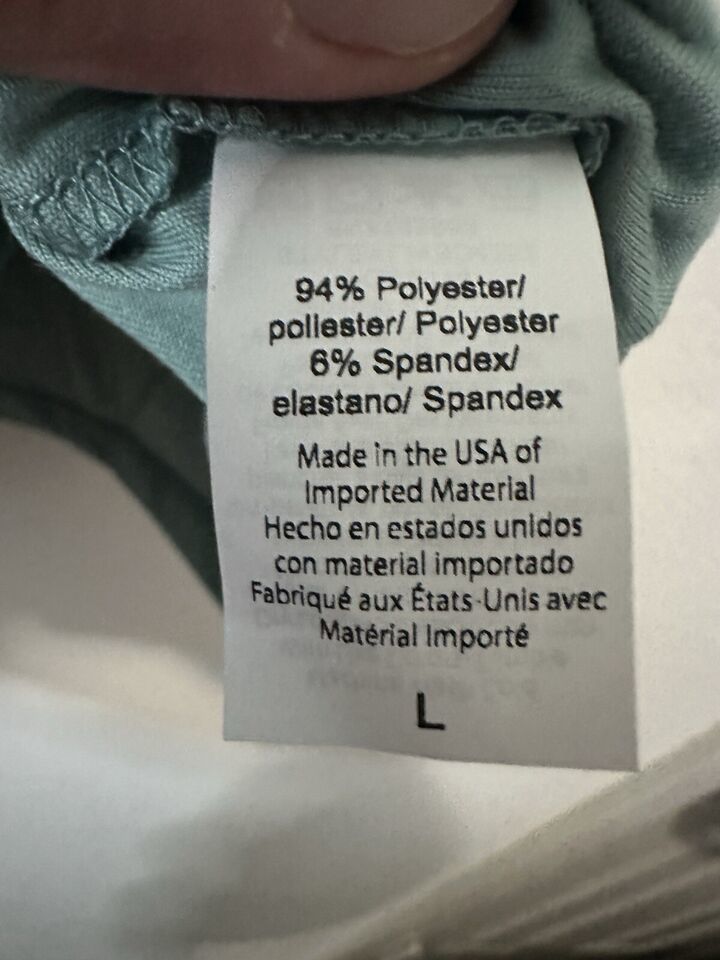 94% Polyester/
poliester/ Polyester
6% Spandex/
elastano/ Spandex
Made in the USA of
Imported Material
Hecho en estados unidos
con material importado
Fabriqué aux États-Unis avec
Matérial Importé
L